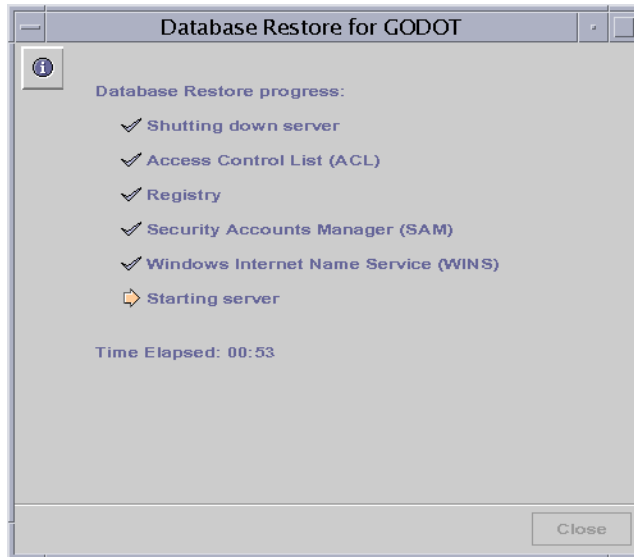 Database Restore for GODOT
Database Restore progress:
Shutting down server
Access Control List (ACL)
Registry
Security Accounts Manager (SAM)
Windows Internet Name Service (WINS)
Starting server
Time Elapsed: 00:53
Close